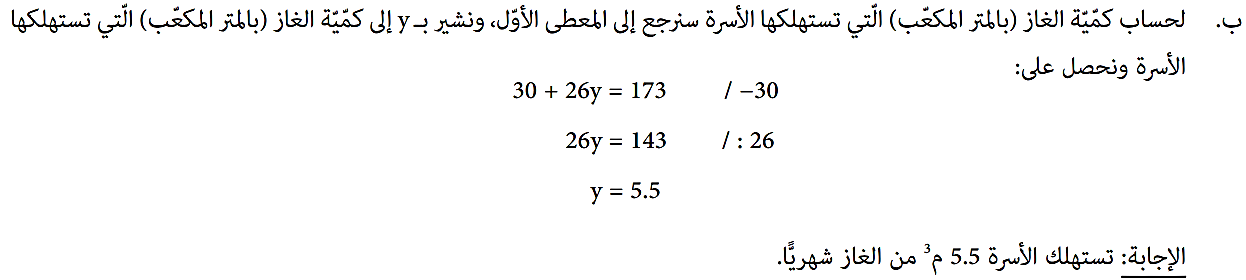 ب. لحساب كمّيّة الغاز (بالمتر المكعّب) الّتي تستهلكها الأسرة سنرجع إلى المعطى الأوّل، ونشير بـ y إلى كمّيّة الغاز (بالمتر المكعّب) الّتي تستهلكها
الأسرة ونحصل على:
30 + 26y = 173 / −30
26y = 143 / : 26
y = 5.5
الإجابة: تستهلك الأسرة 5.5 م³ من الغاز شهريًّا.